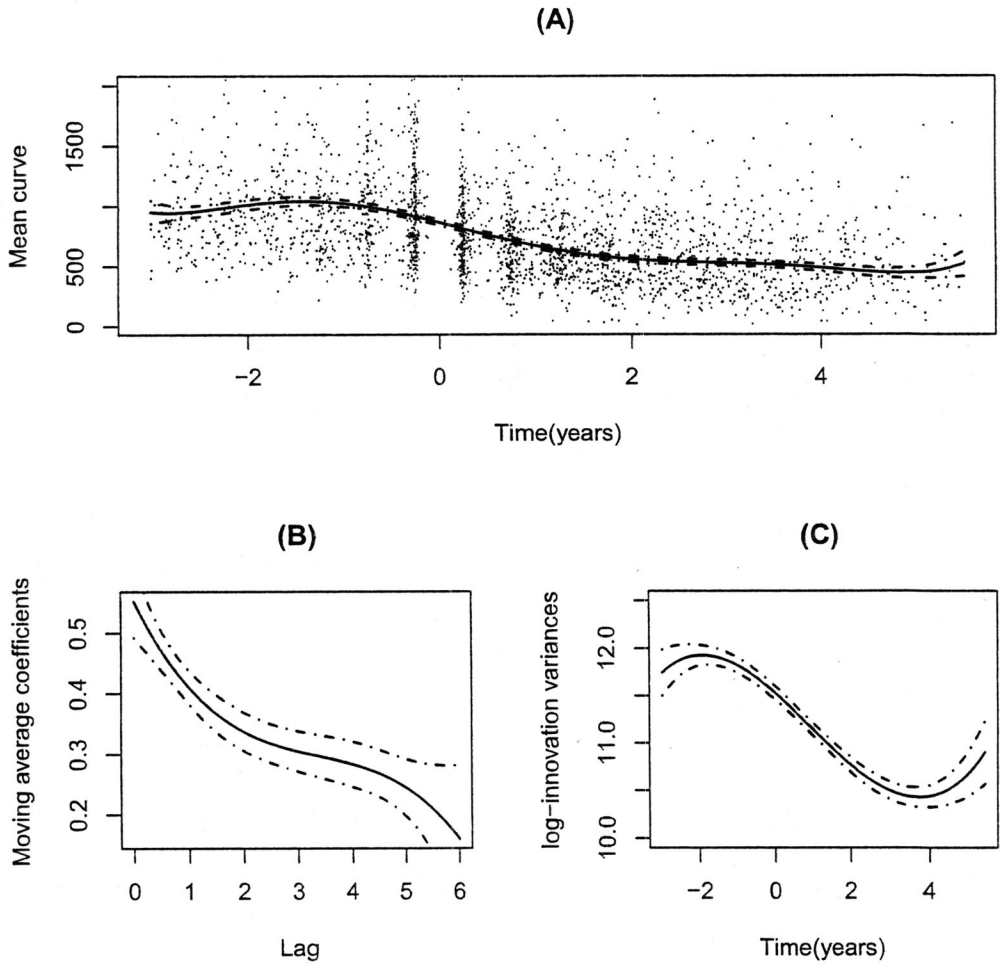 (A)
Mean curve
1500
500
0
−2 0 2 4
Time(years)
(B)
Moving average coefficients
0.5
0.4
0.3
0.2
0 1 2 3 4 5 6
Lag
(C)
log−innovation variances
12.0
11.0
10.0
−2 0 2 4
Time(years)